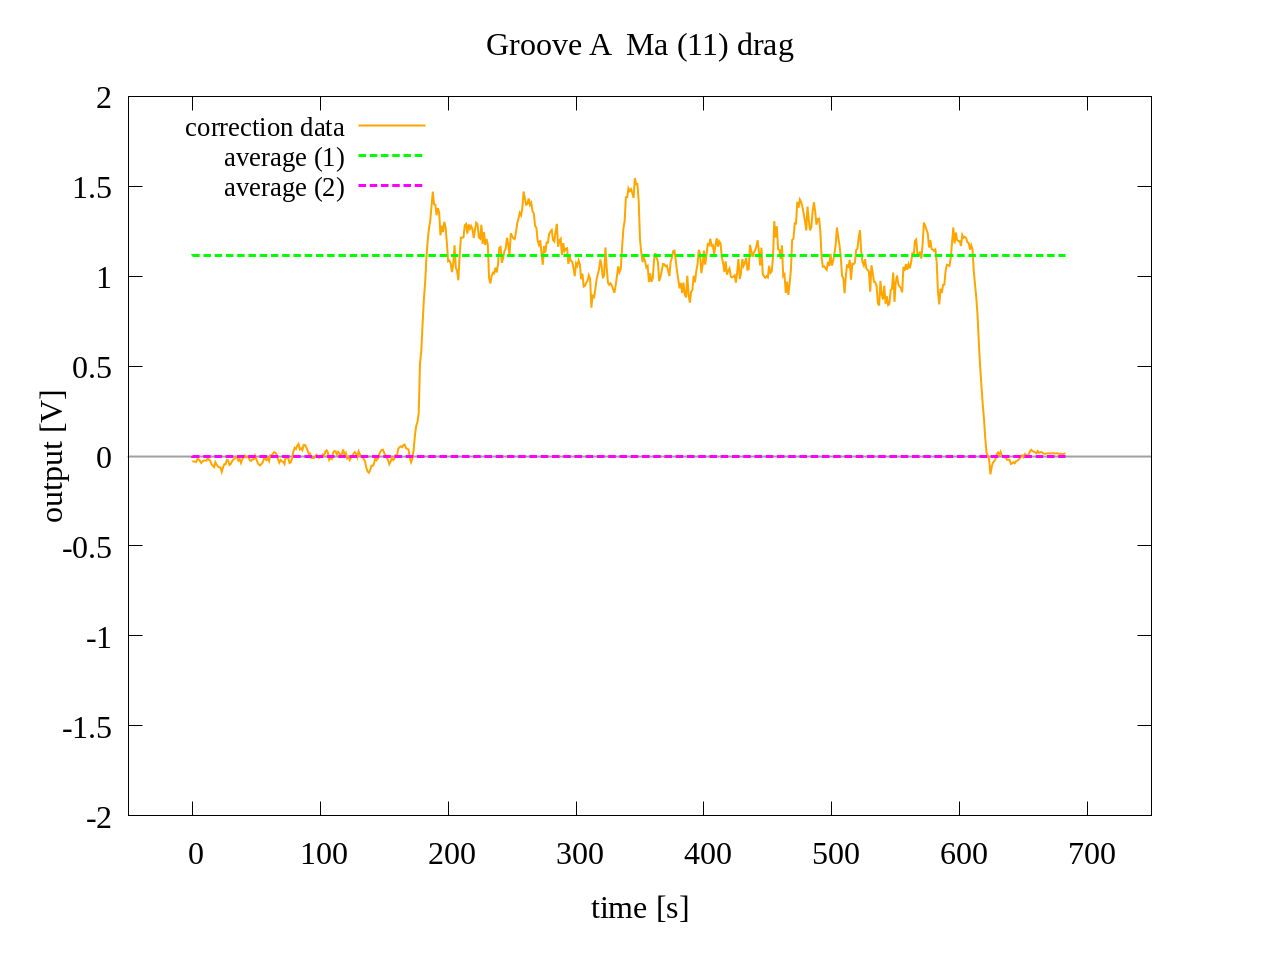 Groove A  Ma (11) drag
correction data
average (1)
average (2)
2
1.5
1
0.5
0
-0.5
-1
-1.5
-2
output [V]
0 100 200 300 400 500 600 700
time [s]